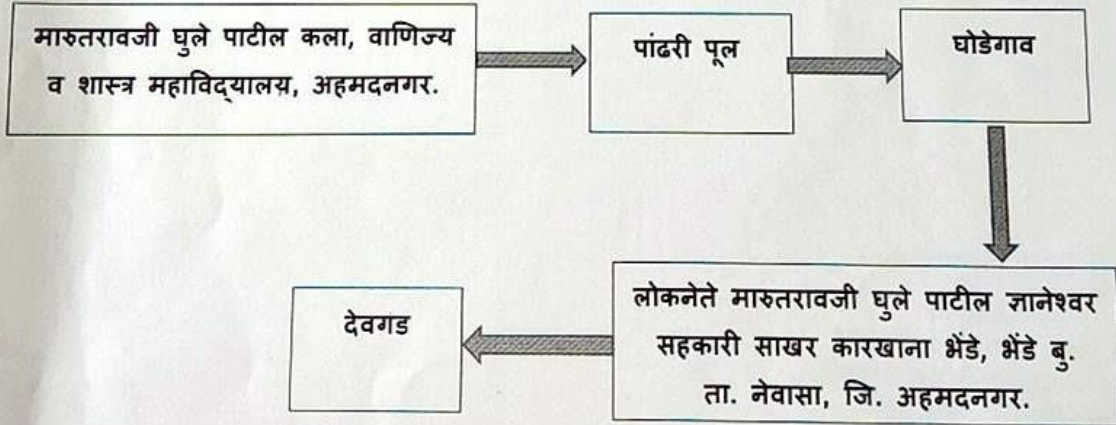 मारुतरावजी घुले पाटील कला, वाणिज्य
व शास्त्र महाविद्‌यालय, अहमदनगर.
पांढरी पूल
घोडेगाव
लोकनेते मारुतरावजी घुले पाटील ज्ञानेश्वर
सहकारी साखर कारखाना भेंडे, भेंडे बु.
ता. नेवासा, जि. अहमदनगर.
देवगड